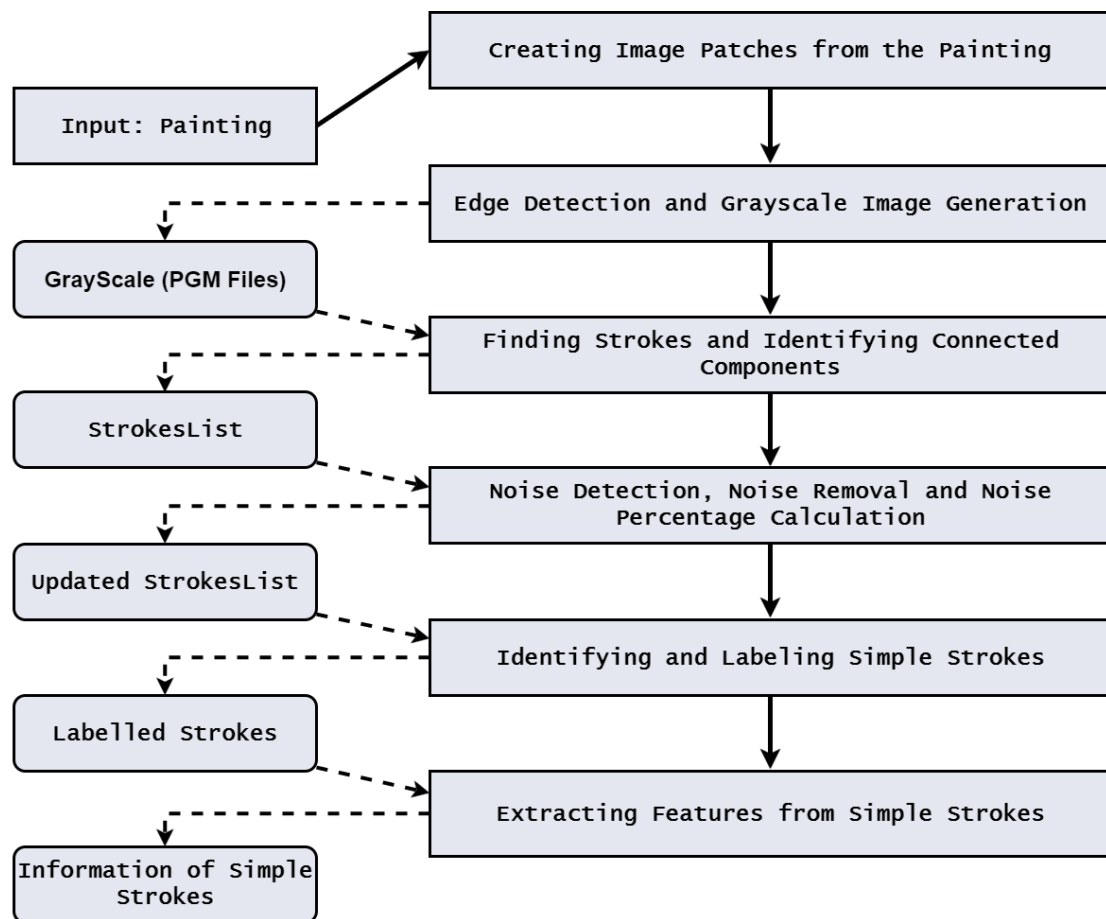 Creating Image Patches from the Painting
Input: Painting
Edge Detection and Grayscale Image Generation
GrayScale (PGM Files)
Finding Strokes and Identifying Connected
Components
StrokesList
Noise Detection, Noise Removal and Noise
Percentage Calculation
Updated StrokesList
Identifying and Labeling Simple Strokes
Labelled Strokes
Extracting Features from Simple Strokes
Information of Simple
Strokes